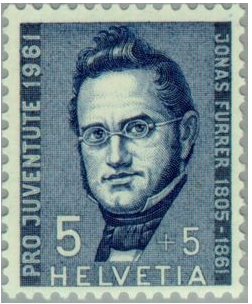 PRO JUVENTUTE 1961
JONAS FURRER 1805-1861
5 +5
HELVETIA